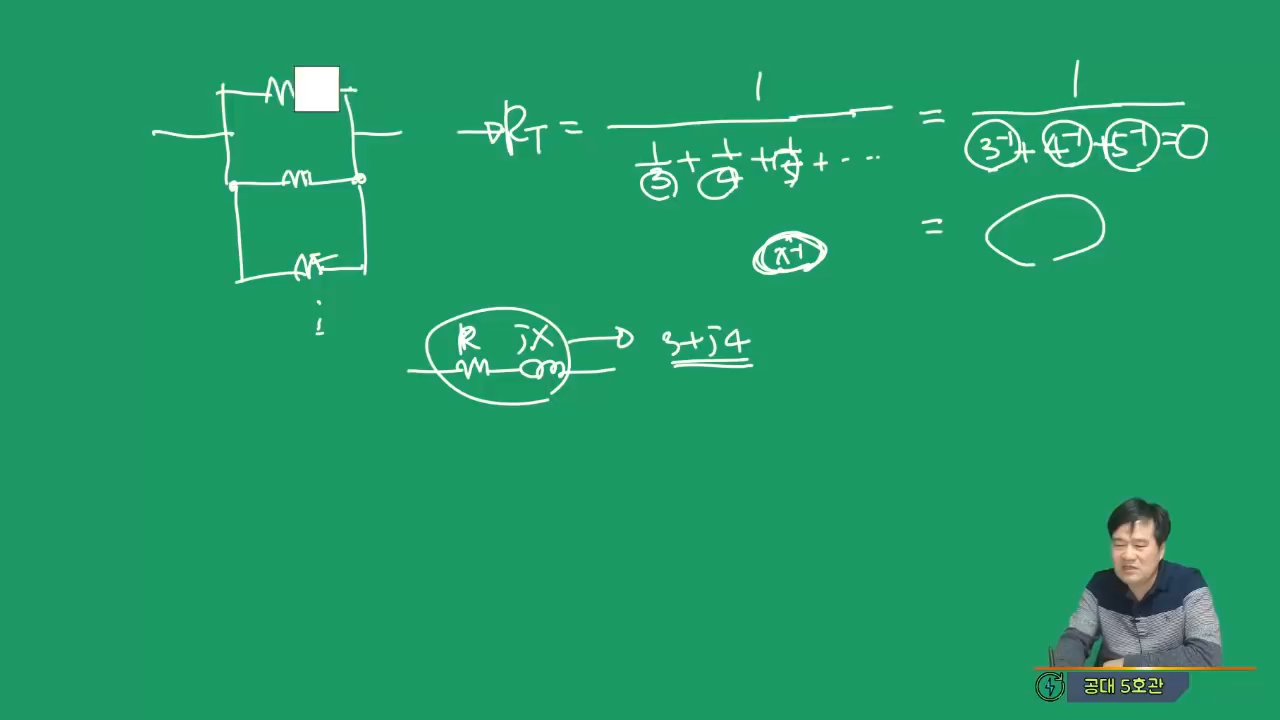 R_T = 1 / (1/3 + 1/4 + 1/5 + ...) = 1 / (3⁻¹ + 4⁻¹ + 5⁻¹ = 0
x⁻¹ =
i
R jX → 3+j4
공대 5호관